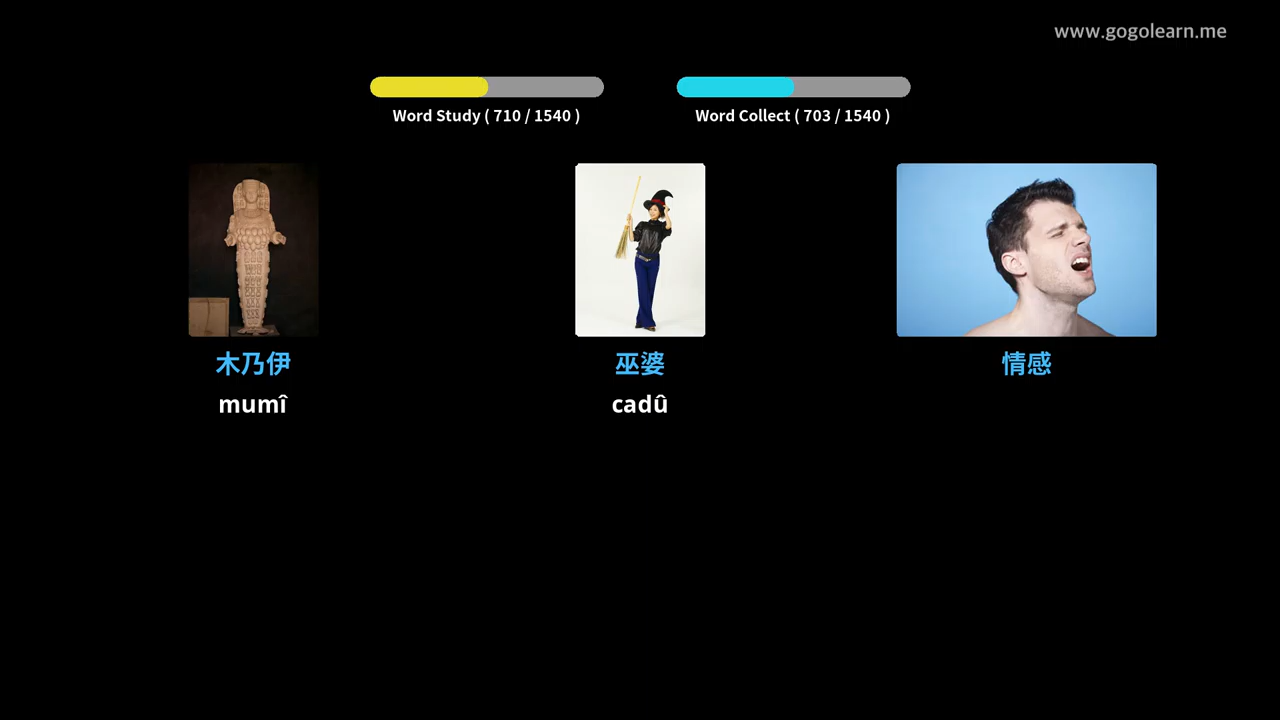 www.gogolearn.me
Word Study ( 710 / 1540 )
Word Collect ( 703 / 1540 )
木乃伊
巫婆
情感
mumî
cadû